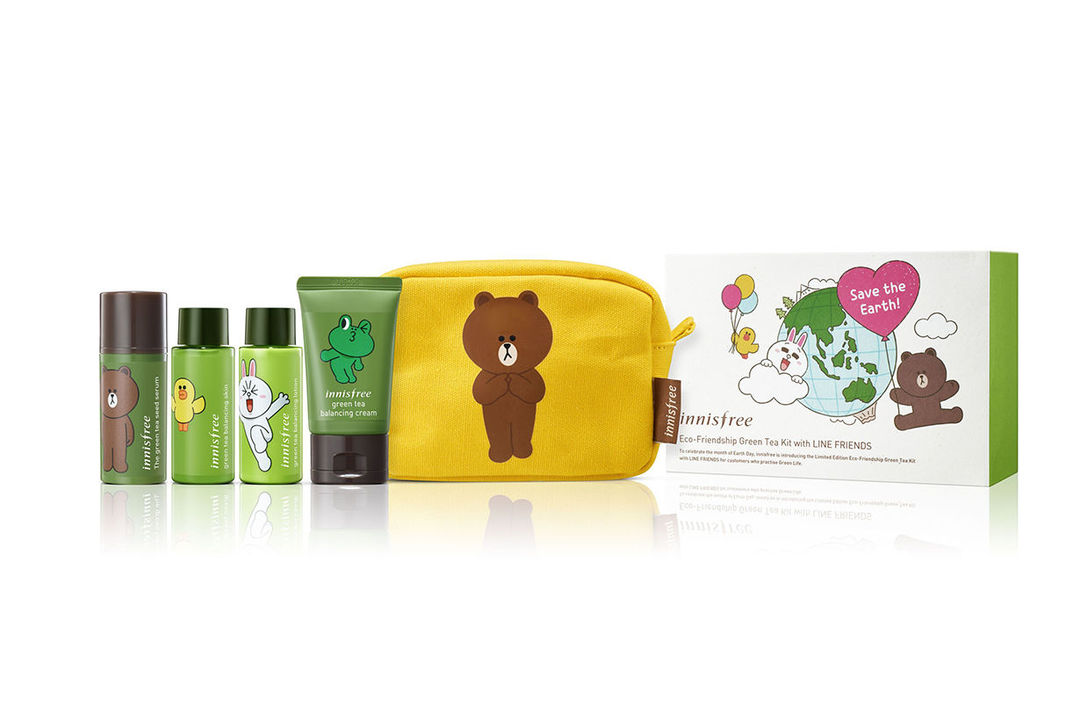 innisfree
The green tea seed serum
innisfree
green tea balancing skin
innisfree
green tea balancing lotion
innisfree
green tea
balancing cream
innisfree
Save the
Earth!
innisfree
Eco-Friendship Green Tea Kit with LINE FRIENDS
To celebrate the month of Earth Day, innisfree is introducing the Limited Edition Eco-Friendship Green Tea Kit
with LINE FRIENDS for customers who practise Green Life.